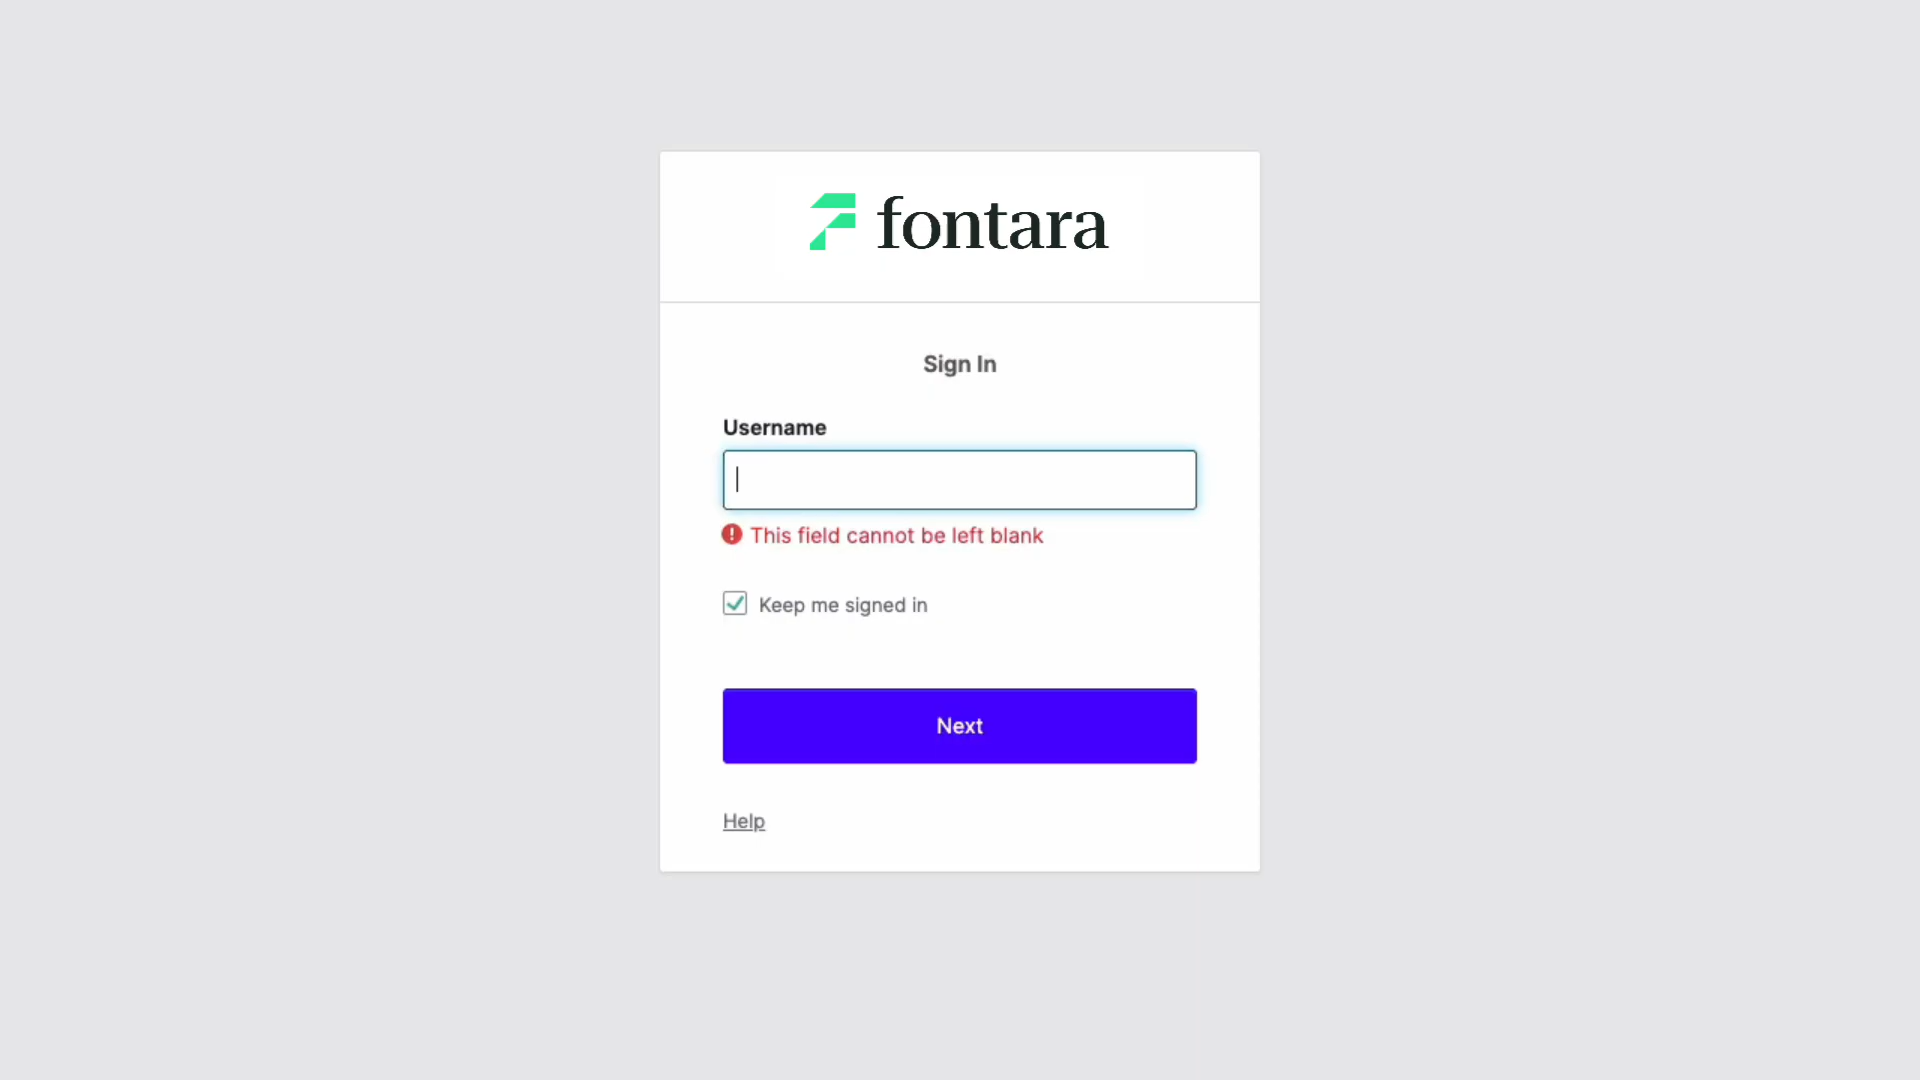 fontara
Sign In
Username
This field cannot be left blank
Keep me signed in
Next
Help